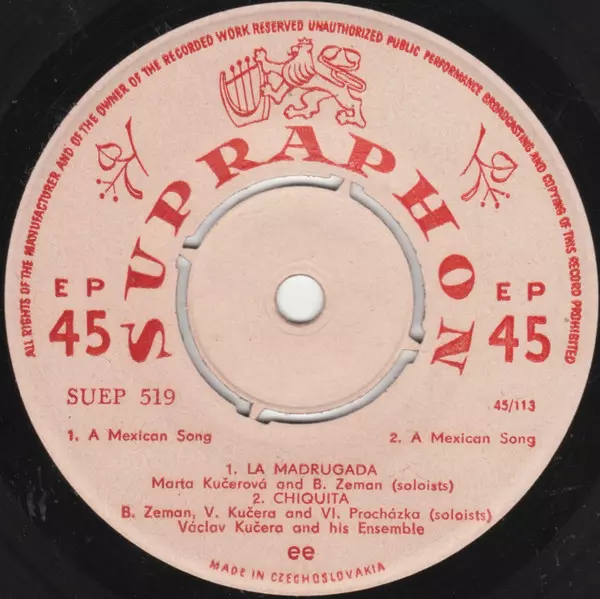 ALL RIGHTS OF THE MANUFACTURER AND OF THE OWNER OF THE RECORDED WORK RESERVED UNAUTHORIZED PUBLIC PERFORMANCE BROADCASTING AND COPYING OF THIS RECORD PROHIBITED
SUPRAPHON
EP
45
EP
45
SUEP 519
45/113
1. A Mexican Song
2. A Mexican Song
1. LA MADRUGADA
Marta Kučerová and B. Zeman (soloists)
2. CHIQUITA
B. Zeman, V. Kučera and Vl. Procházka (soloists)
Václav Kučera and his Ensemble
ee
MADE IN CZECHOSLOVAKIA